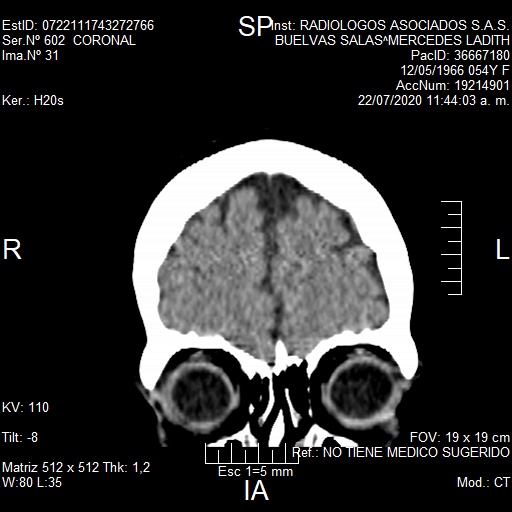 EstID: 0722111743272766
Ser.Nº 602 CORONAL
Ima.Nº 31
Ker.: H20s
SP
Inst: RADIOLOGOS ASOCIADOS S.A.S.
BUELVAS SALAS^MERCEDES LADITH
PacID: 36667180
12/05/1966 054Y F
AccNum: 19214901
22/07/2020 11:44:03 a. m.
R
L
KV: 110
Tilt: -8
Matriz 512 x 512 Thk: 1,2
W:80 L:35
Esc 1=5 mm
IA
FOV: 19 x 19 cm
Ref.: NO TIENE MEDICO SUGERIDO
Mod.: CT